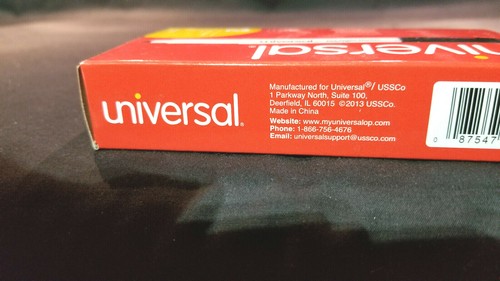 universal®
universal®
Manufactured for Universal®/ USSCo
1 Parkway North, Suite 100,
Deerfield, IL 60015 ©2013 USSCo.
Made in China
Website: www.myuniversalop.com
Phone: 1-866-756-4676
Email: universalsupport@ussco.com
0 87547